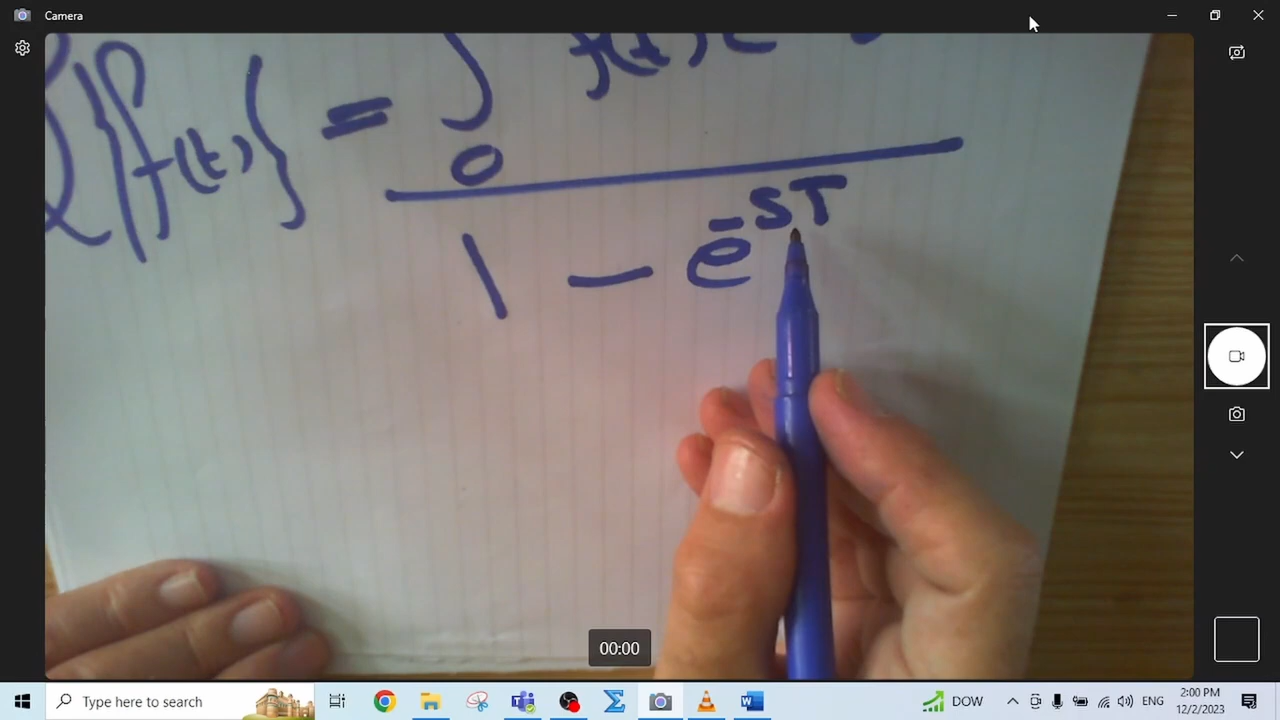 Camera
ℒ{f(t)} = ∫ f(t) e
0
1 - e^-ST
00:00
Type here to search
DOW
ENG
2:00 PM
12/2/2023